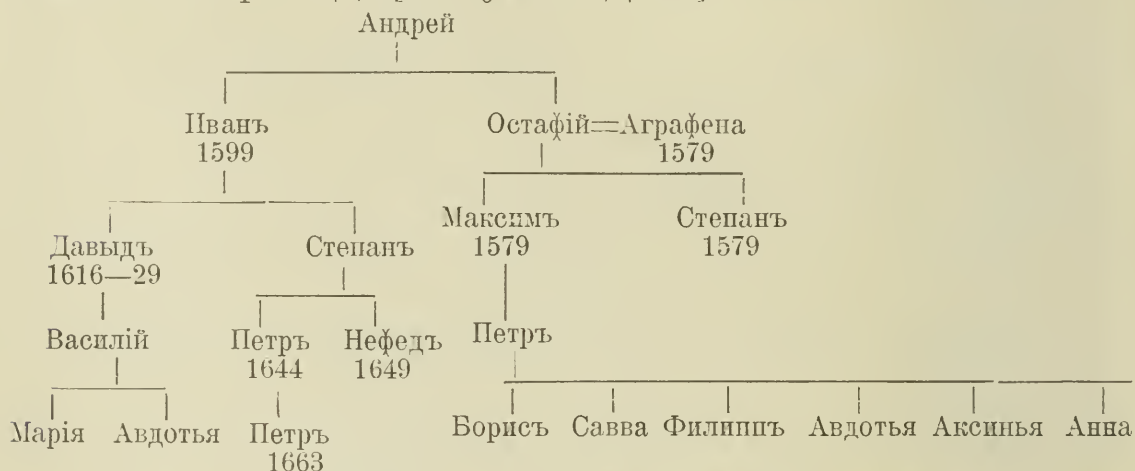 Андрей
Иванъ Остафій=Аграфена
1599 1579
Максимъ Степанъ
Давыдъ Степанъ 1579 1579
1616—29
Василій Петръ Нефедъ Петръ
1644 1649
Марія Авдотья Петръ Борисъ Савва Филиппъ Авдотья Аксинья Анна
1663